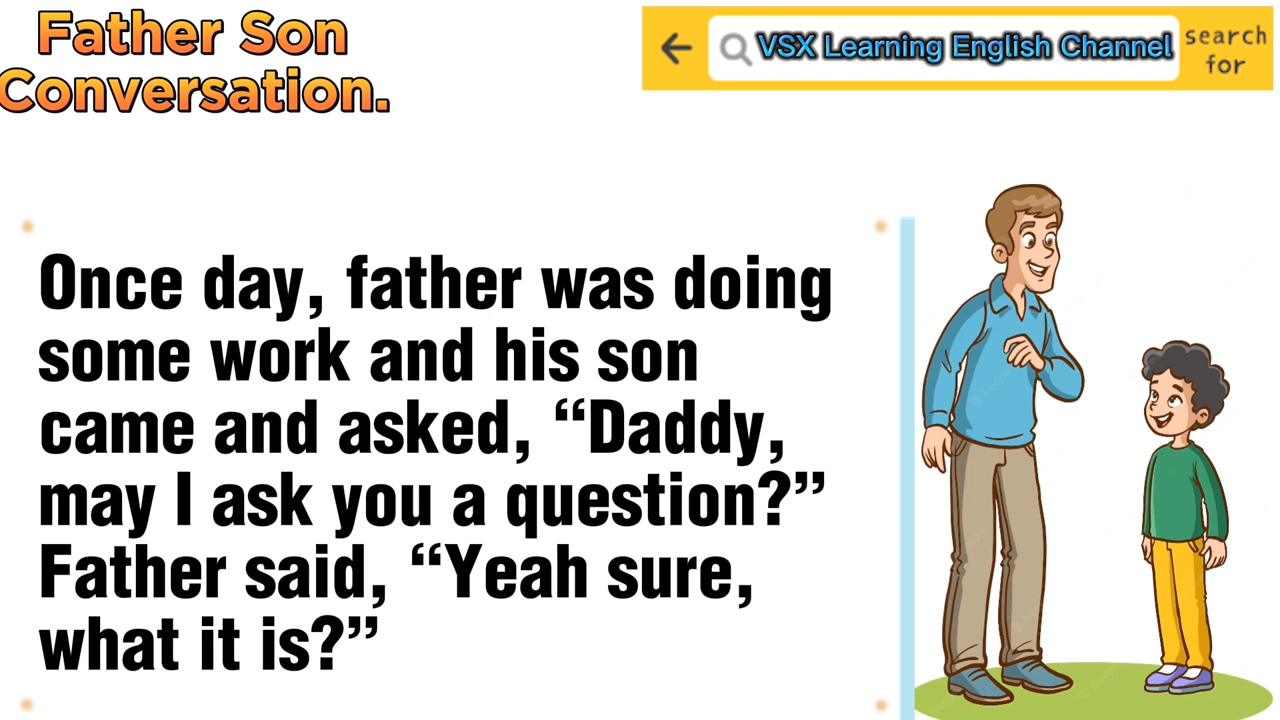 Father Son
Conversation.
VSX Learning English Channel
search
for
Once day, father was doing
some work and his son
came and asked, “Daddy,
may I ask you a question?”
Father said, “Yeah sure,
what it is?”